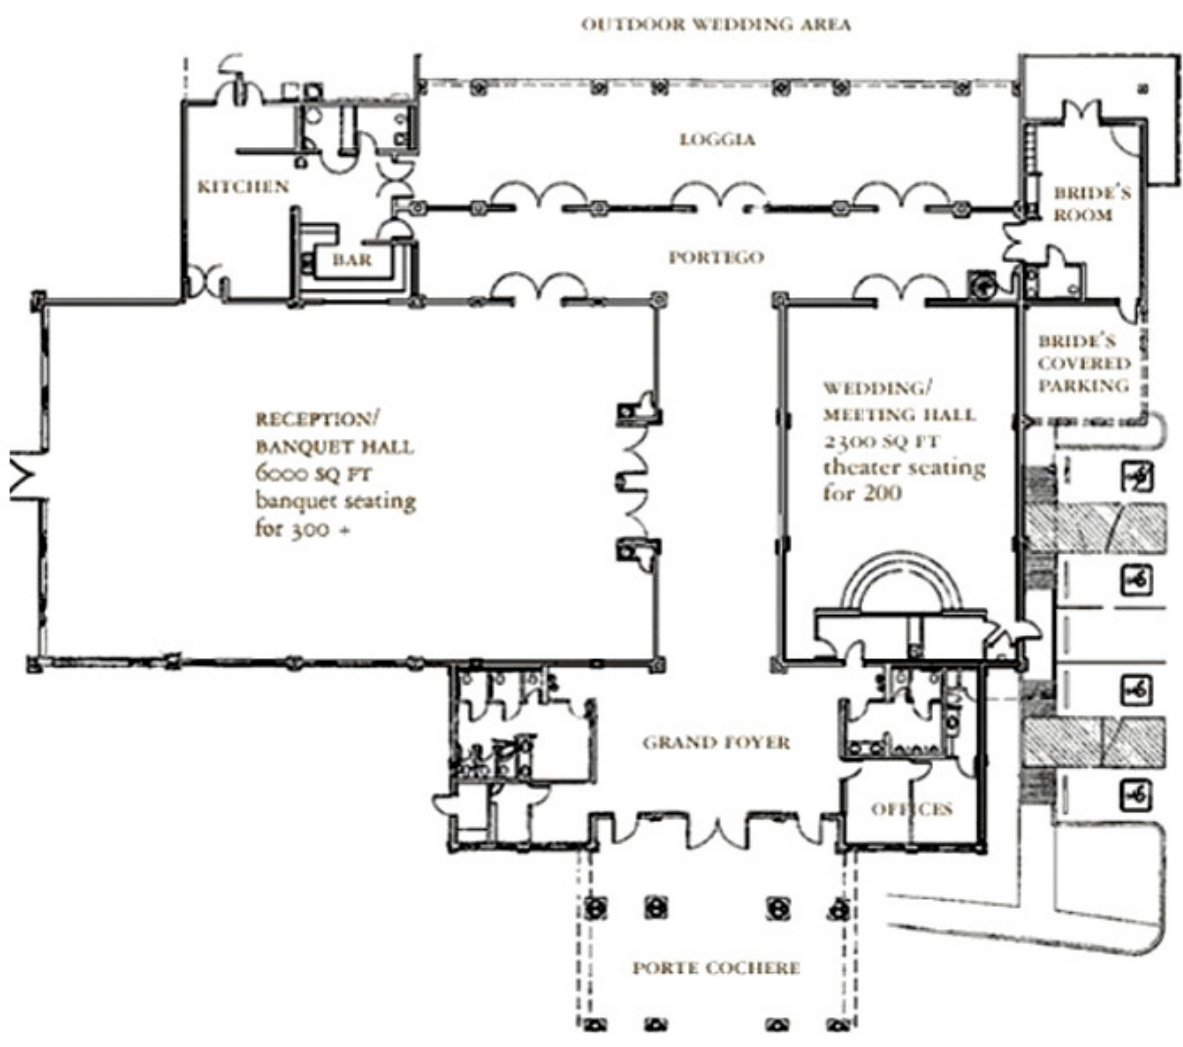 OUTDOOR WEDDING AREA
LOGGIA
KITCHEN
BRIDE'S
ROOM
BAR
PORTEGO
BRIDE'S
COVERED
PARKING
RECEPTION/
BANQUET HALL
6000 SQ FT
banquet seating
for 300 +
WEDDING/
MEETING HALL
2300 SQ FT
theater seating
for 200
GRAND FOYER
OFFICES
PORTE COCHERE